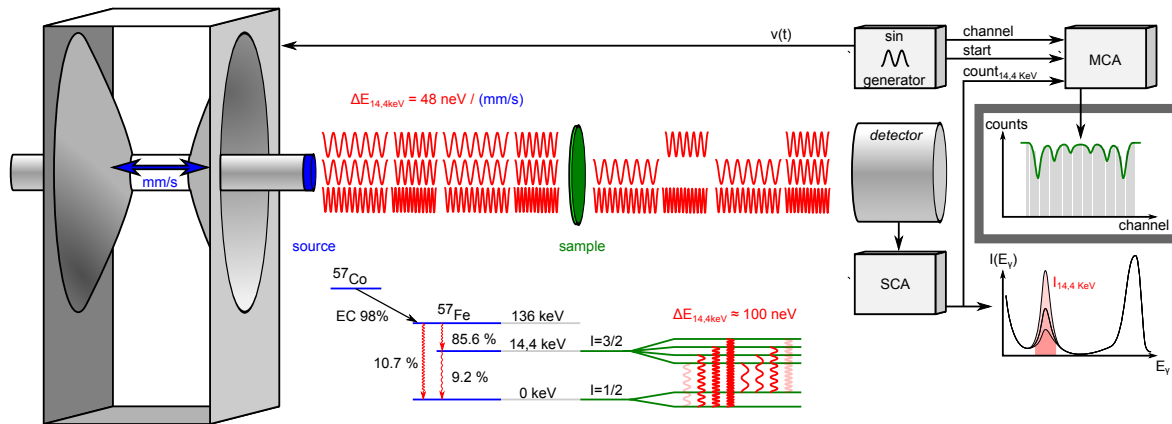 v(t)
sin
generator
channel
start
count14,4 KeV
MCA
ΔE14,4keV = 48 neV / (mm/s)
detector
counts
channel
mm/s
source
sample
SCA
I(Eγ)
I14,4 KeV
Eγ
57Co
EC 98%
57Fe
136 keV
85.6 %
14,4 keV
I=3/2
ΔE14,4keV ≈ 100 neV
10.7 %
9.2 %
0 keV
I=1/2